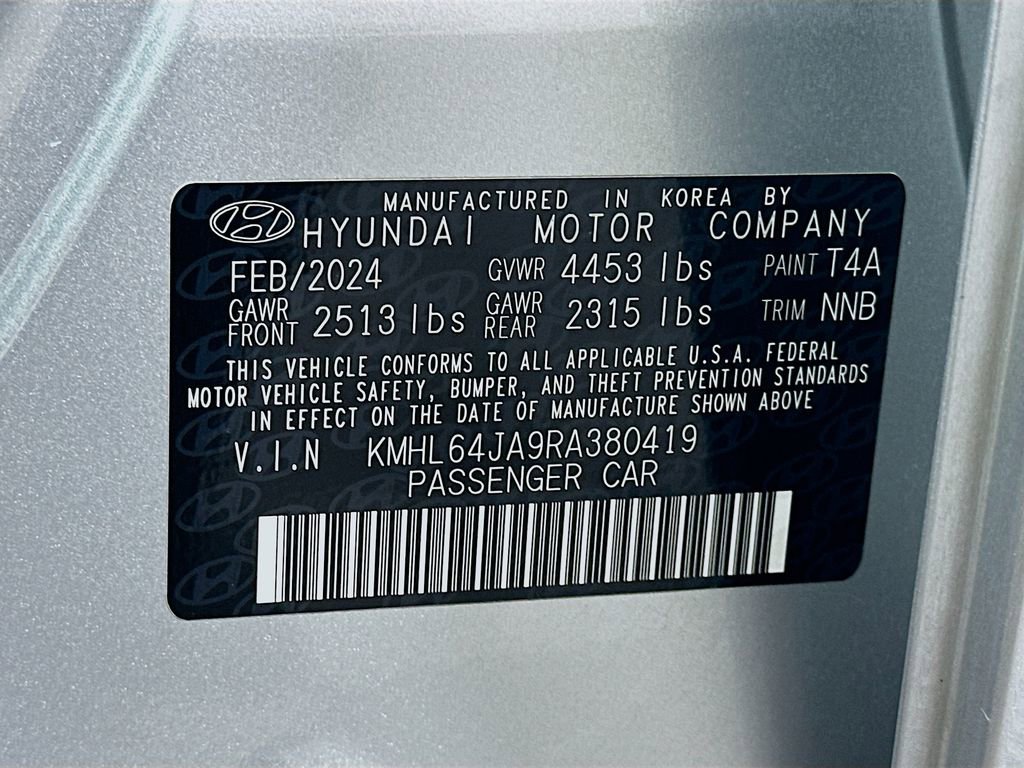 MANUFACTURED IN KOREA BY
HYUNDAI MOTOR COMPANY
FEB/2024 GVWR 4453 lbs PAINT T4A
GAWR FRONT 2513 lbs GAWR REAR 2315 lbs TRIM NNB
THIS VEHICLE CONFORMS TO ALL APPLICABLE U.S.A. FEDERAL
MOTOR VEHICLE SAFETY, BUMPER, AND THEFT PREVENTION STANDARDS
IN EFFECT ON THE DATE OF MANUFACTURE SHOWN ABOVE
V.I.N KMHL64JA9RA380419
PASSENGER CAR